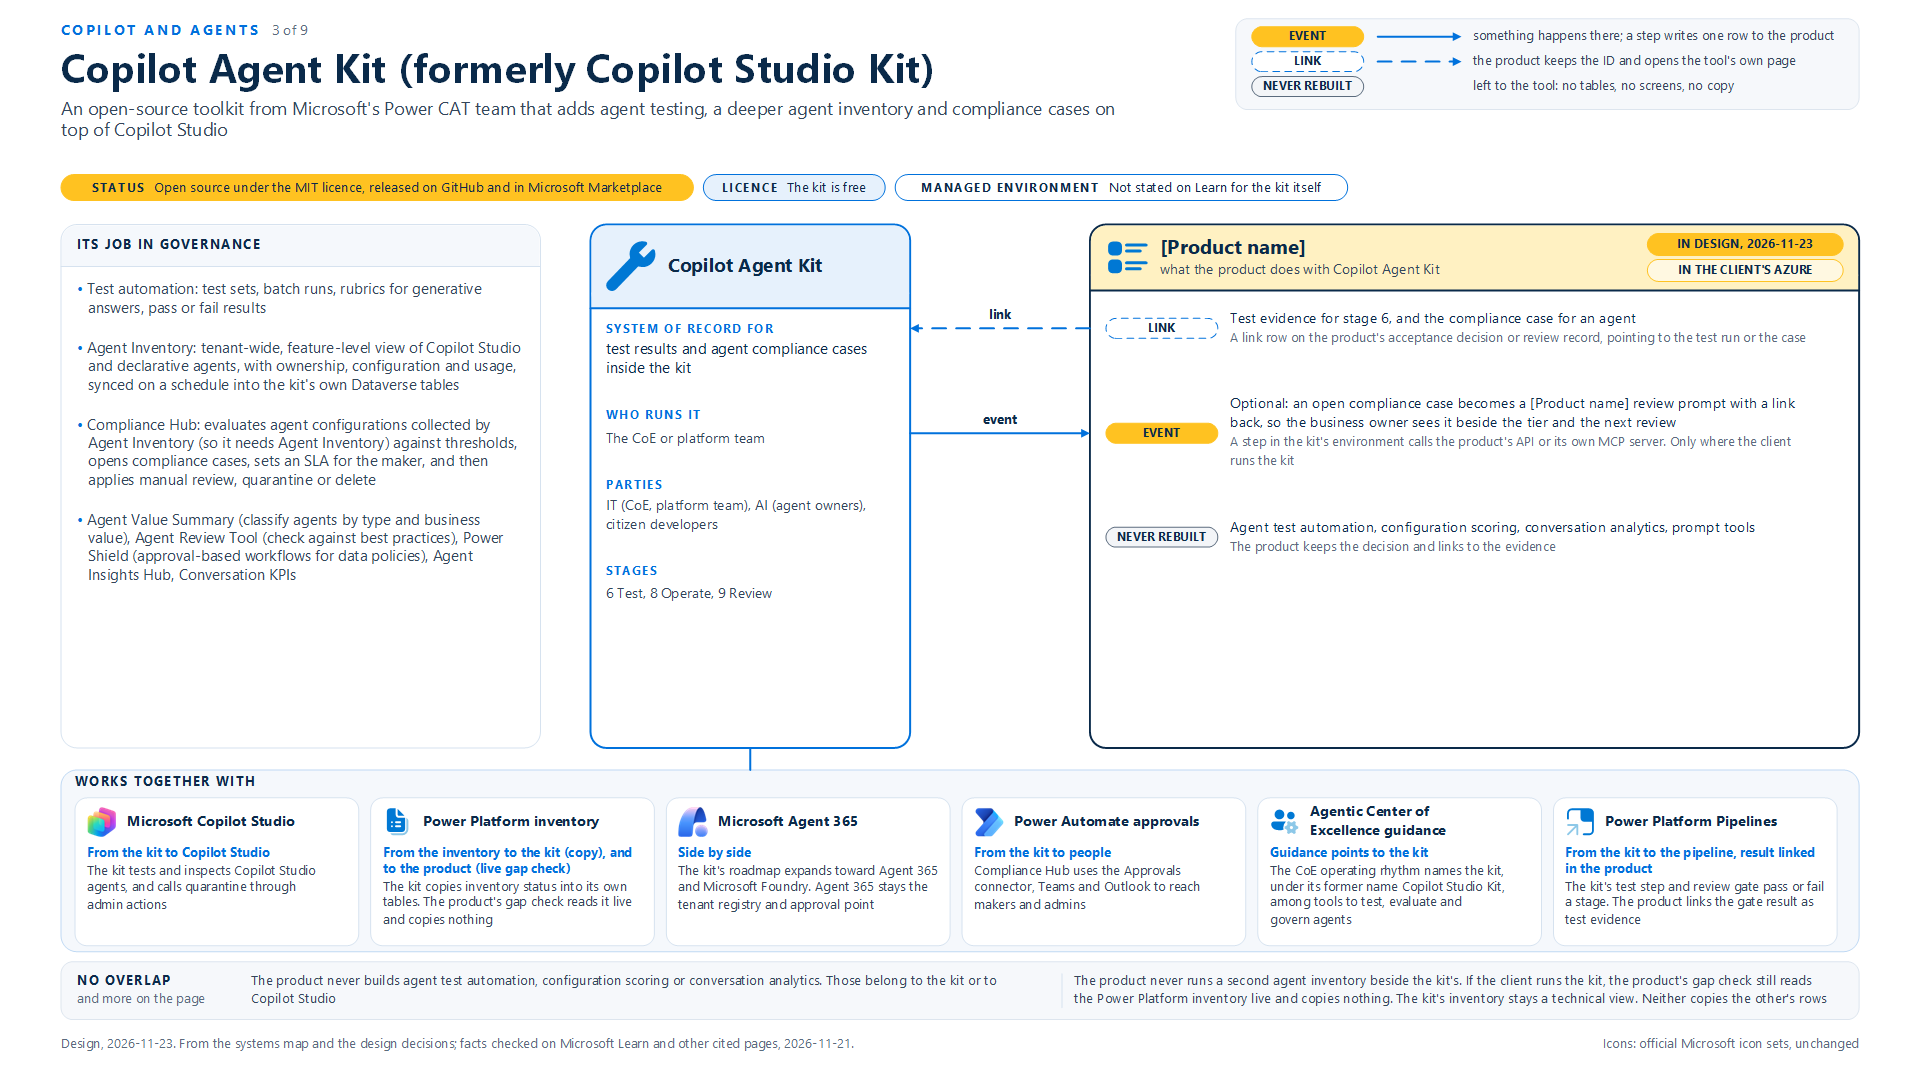 COPILOT AND AGENTS 3 of 9
Copilot Agent Kit (formerly Copilot Studio Kit)
An open-source toolkit from Microsoft's Power CAT team that adds agent testing, a deeper agent inventory and compliance cases on
top of Copilot Studio
EVENT something happens there; a step writes one row to the product
LINK the product keeps the ID and opens the tool's own page
NEVER REBUILT left to the tool: no tables, no screens, no copy
STATUS Open source under the MIT licence, released on GitHub and in Microsoft Marketplace
LICENCE The kit is free
MANAGED ENVIRONMENT Not stated on Learn for the kit itself
ITS JOB IN GOVERNANCE
• Test automation: test sets, batch runs, rubrics for generative
answers, pass or fail results
• Agent Inventory: tenant-wide, feature-level view of Copilot Studio
and declarative agents, with ownership, configuration and usage,
synced on a schedule into the kit's own Dataverse tables
• Compliance Hub: evaluates agent configurations collected by
Agent Inventory (so it needs Agent Inventory) against thresholds,
opens compliance cases, sets an SLA for the maker, and then
applies manual review, quarantine or delete
• Agent Value Summary (classify agents by type and business
value), Agent Review Tool (check against best practices), Power
Shield (approval-based workflows for data policies), Agent
Insights Hub, Conversation KPIs
Copilot Agent Kit
SYSTEM OF RECORD FOR
test results and agent compliance cases
inside the kit
WHO RUNS IT
The CoE or platform team
PARTIES
IT (CoE, platform team), AI (agent owners),
citizen developers
STAGES
6 Test, 8 Operate, 9 Review
link
event
[Product name]
what the product does with Copilot Agent Kit
IN DESIGN, 2026-11-23
IN THE CLIENT'S AZURE
LINK
Test evidence for stage 6, and the compliance case for an agent
A link row on the product's acceptance decision or review record, pointing to the test run or the case
EVENT
Optional: an open compliance case becomes a [Product name] review prompt with a link
back, so the business owner sees it beside the tier and the next review
A step in the kit's environment calls the product's API or its own MCP server. Only where the client
runs the kit
NEVER REBUILT
Agent test automation, configuration scoring, conversation analytics, prompt tools
The product keeps the decision and links to the evidence
WORKS TOGETHER WITH
Microsoft Copilot Studio
From the kit to Copilot Studio
The kit tests and inspects Copilot Studio
agents, and calls quarantine through
admin actions
Power Platform inventory
From the inventory to the kit (copy), and
to the product (live gap check)
The kit copies inventory status into its own
tables. The product's gap check reads it live
and copies nothing
Microsoft Agent 365
Side by side
The kit's roadmap expands toward Agent 365
and Microsoft Foundry. Agent 365 stays the
tenant registry and approval point
Power Automate approvals
From the kit to people
Compliance Hub uses the Approvals
connector, Teams and Outlook to reach
makers and admins
Agentic Center of
Excellence guidance
Guidance points to the kit
The CoE operating rhythm names the kit,
under its former name Copilot Studio Kit,
among tools to test, evaluate and
govern agents
Power Platform Pipelines
From the kit to the pipeline, result linked
in the product
The kit's test step and review gate pass or fail
a stage. The product links the gate result as
test evidence
NO OVERLAP
and more on the page
The product never builds agent test automation, configuration scoring or conversation analytics. Those belong to the kit or to
Copilot Studio
The product never runs a second agent inventory beside the kit's. If the client runs the kit, the product's gap check still reads
the Power Platform inventory live and copies nothing. The kit's inventory stays a technical view. Neither copies the other's rows
Design, 2026-11-23. From the systems map and the design decisions; facts checked on Microsoft Learn and other cited pages, 2026-11-21.
Icons: official Microsoft icon sets, unchanged